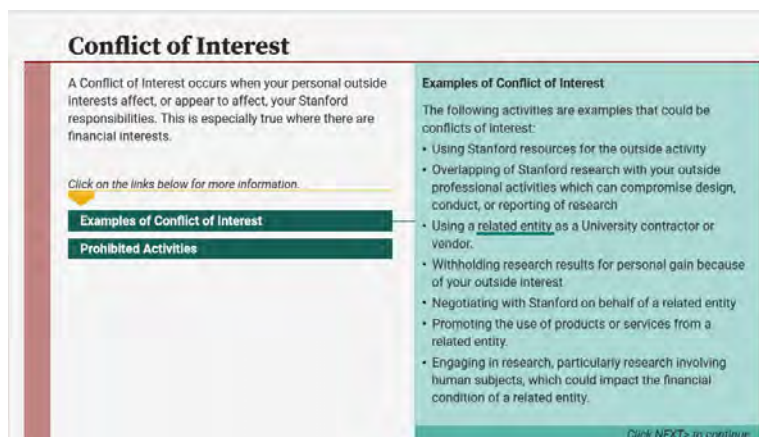 Conflict of Interest
A Conflict of Interest occurs when your personal outside
interests affect, or appear to affect, your Stanford
responsibilities. This is especially true where there are
financial interests.
Click on the links below for more information.
Examples of Conflict of Interest
Prohibited Activities
Examples of Conflict of Interest
The following activities are examples that could be
conflicts of interest:
• Using Stanford resources for the outside activity
• Overlapping of Stanford research with your outside
professional activities which can compromise design,
conduct, or reporting of research
• Using a related entity as a University contractor or
vendor.
• Withholding research results for personal gain because
of your outside interest
• Negotiating with Stanford on behalf of a related entity
• Promoting the use of products or services from a
related entity.
• Engaging in research, particularly research involving
human subjects, which could impact the financial
condition of a related entity.
Click NEXT> to continue